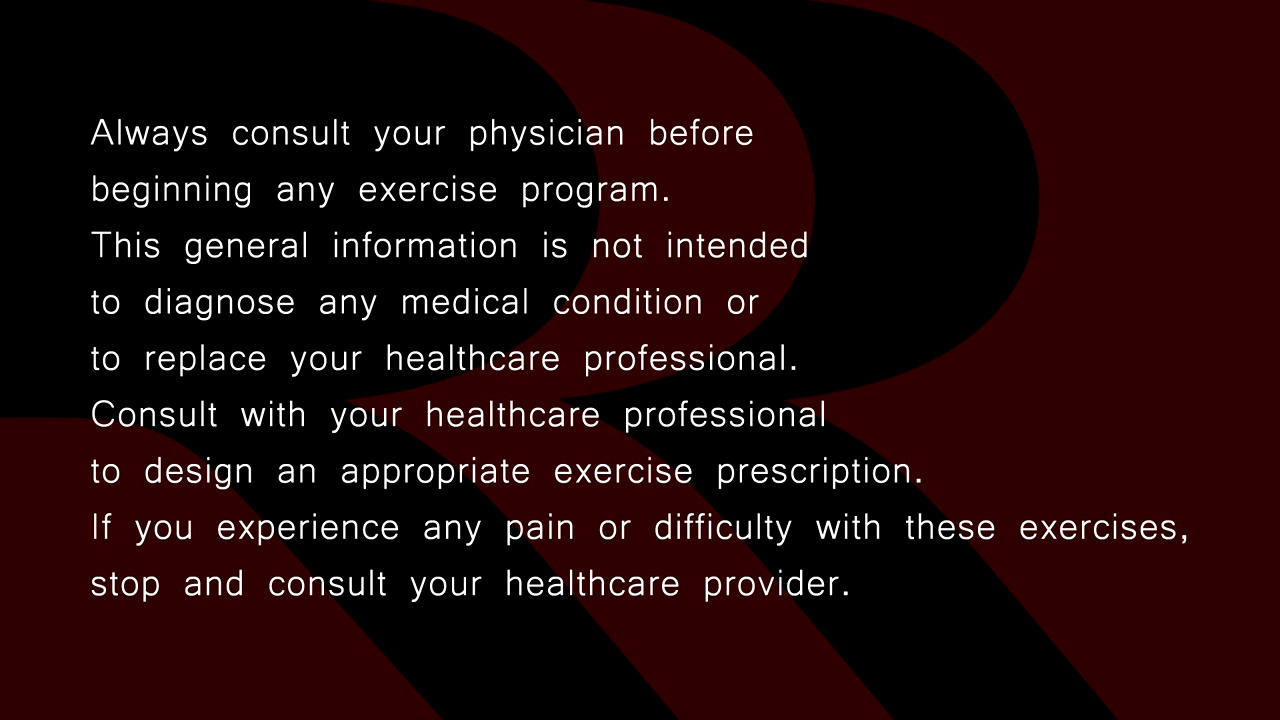 Always consult your physician before
beginning any exercise program.
This general information is not intended
to diagnose any medical condition or
to replace your healthcare professional.
Consult with your healthcare professional
to design an appropriate exercise prescription.
If you experience any pain or difficulty with these exercises,
stop and consult your healthcare provider.